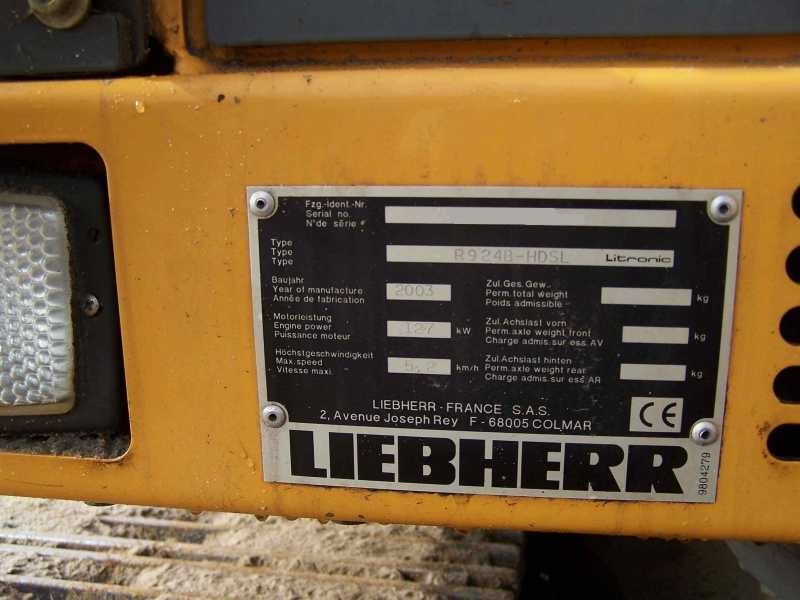 Fzg.-Ident.-Nr.
Serial no.
N°de série
Type
Type R924B-HDSL Litronic
Type
Baujahr
Year of manufacture 2003
Année de fabrication
Zul.Ges.Gew.
Perm.total weight kg
Poids admissible
Motorleistung
Engine power 127 kW
Puissance moteur
Zul.Achslast vorn
Perm.axle weight front kg
Charge admis.sur ess.AV
Höchstgeschwindigkeit
Max.speed 5,2 km/h
Vitesse maxi.
Zul.Achslast hinten
Perm.axle weight rear kg
Charge admis.sur ess.AR
LIEBHERR-FRANCE S.A.S.
2, Avenue Joseph Rey F-68005 COLMAR
CE
LIEBHERR
9804279